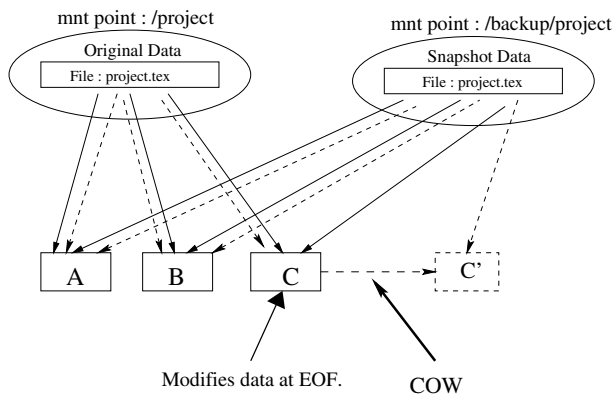 mnt point : /project
mnt point : /backup/project
Original Data
File : project.tex
Snapshot Data
File : project.tex
A
B
C
C'
Modifies data at EOF.
COW